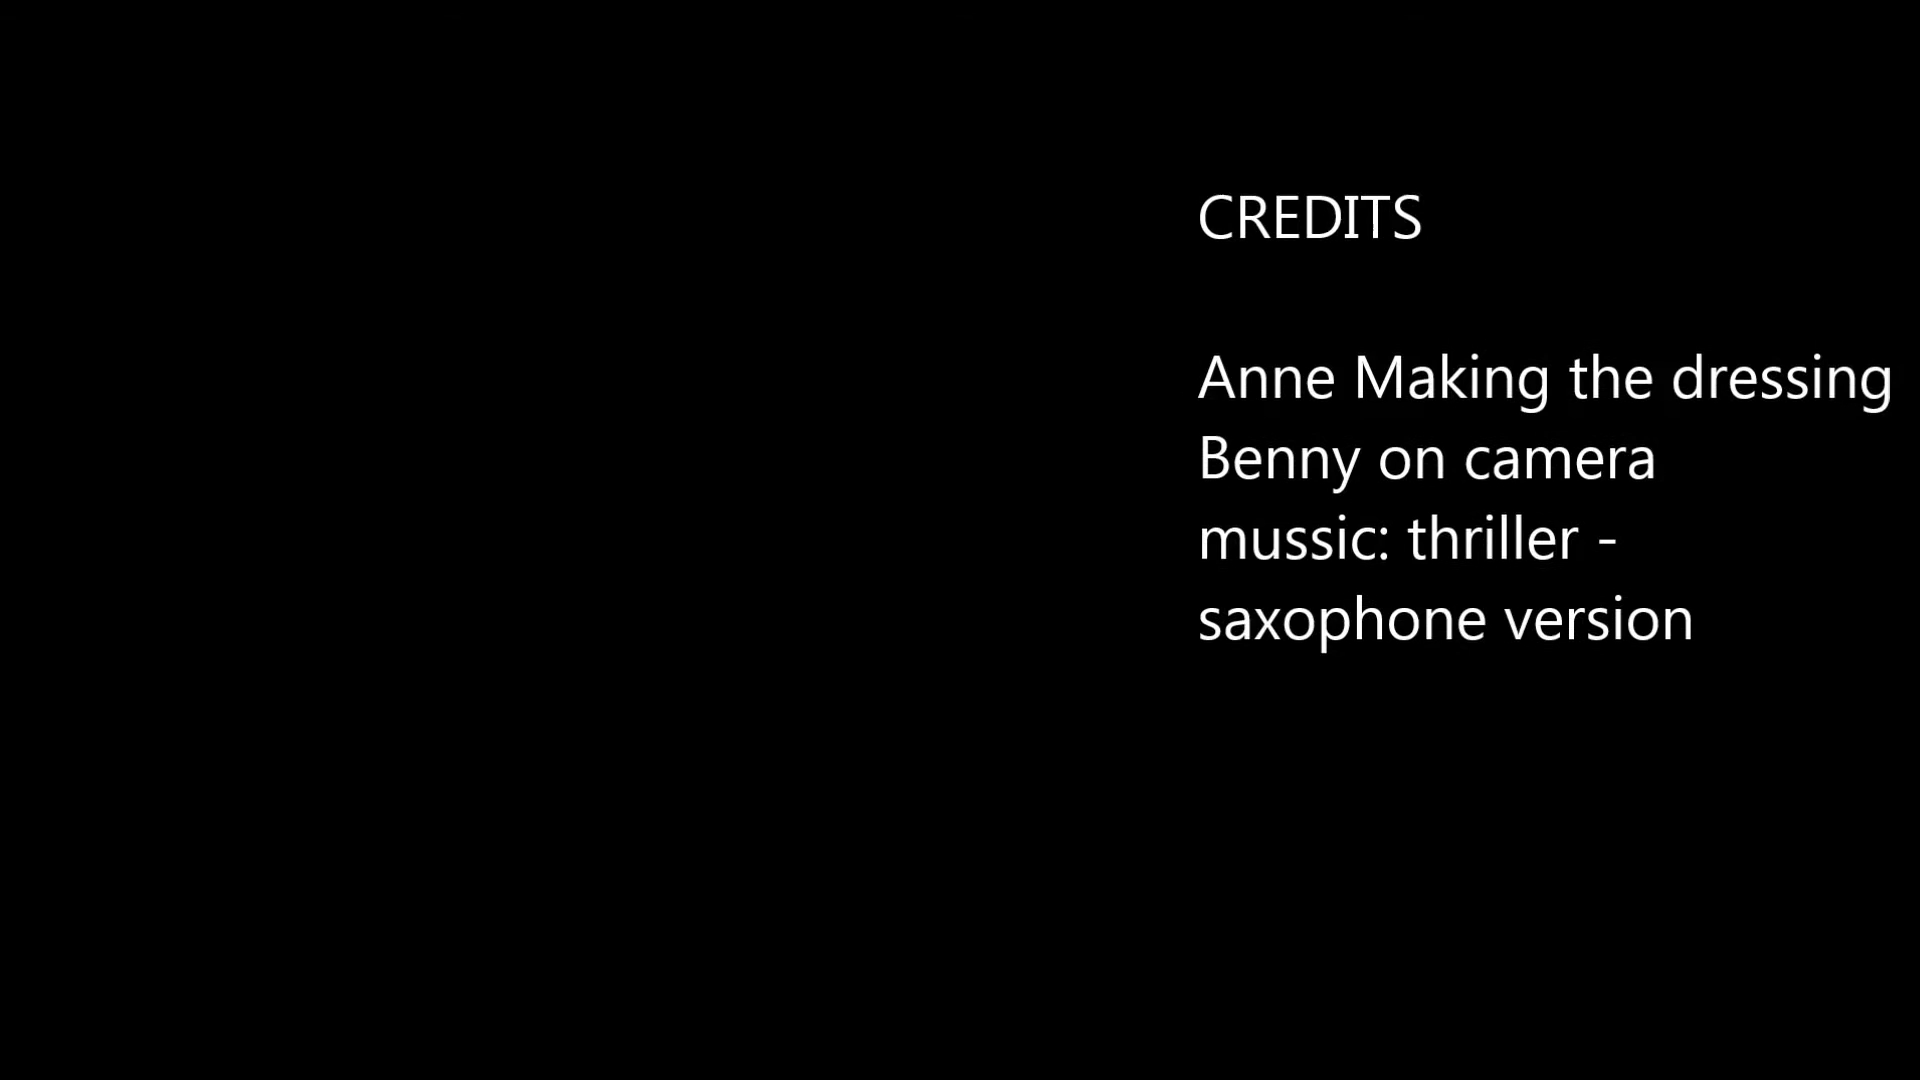 CREDITS
Anne Making the dressing
Benny on camera
mussic: thriller -
saxophone version